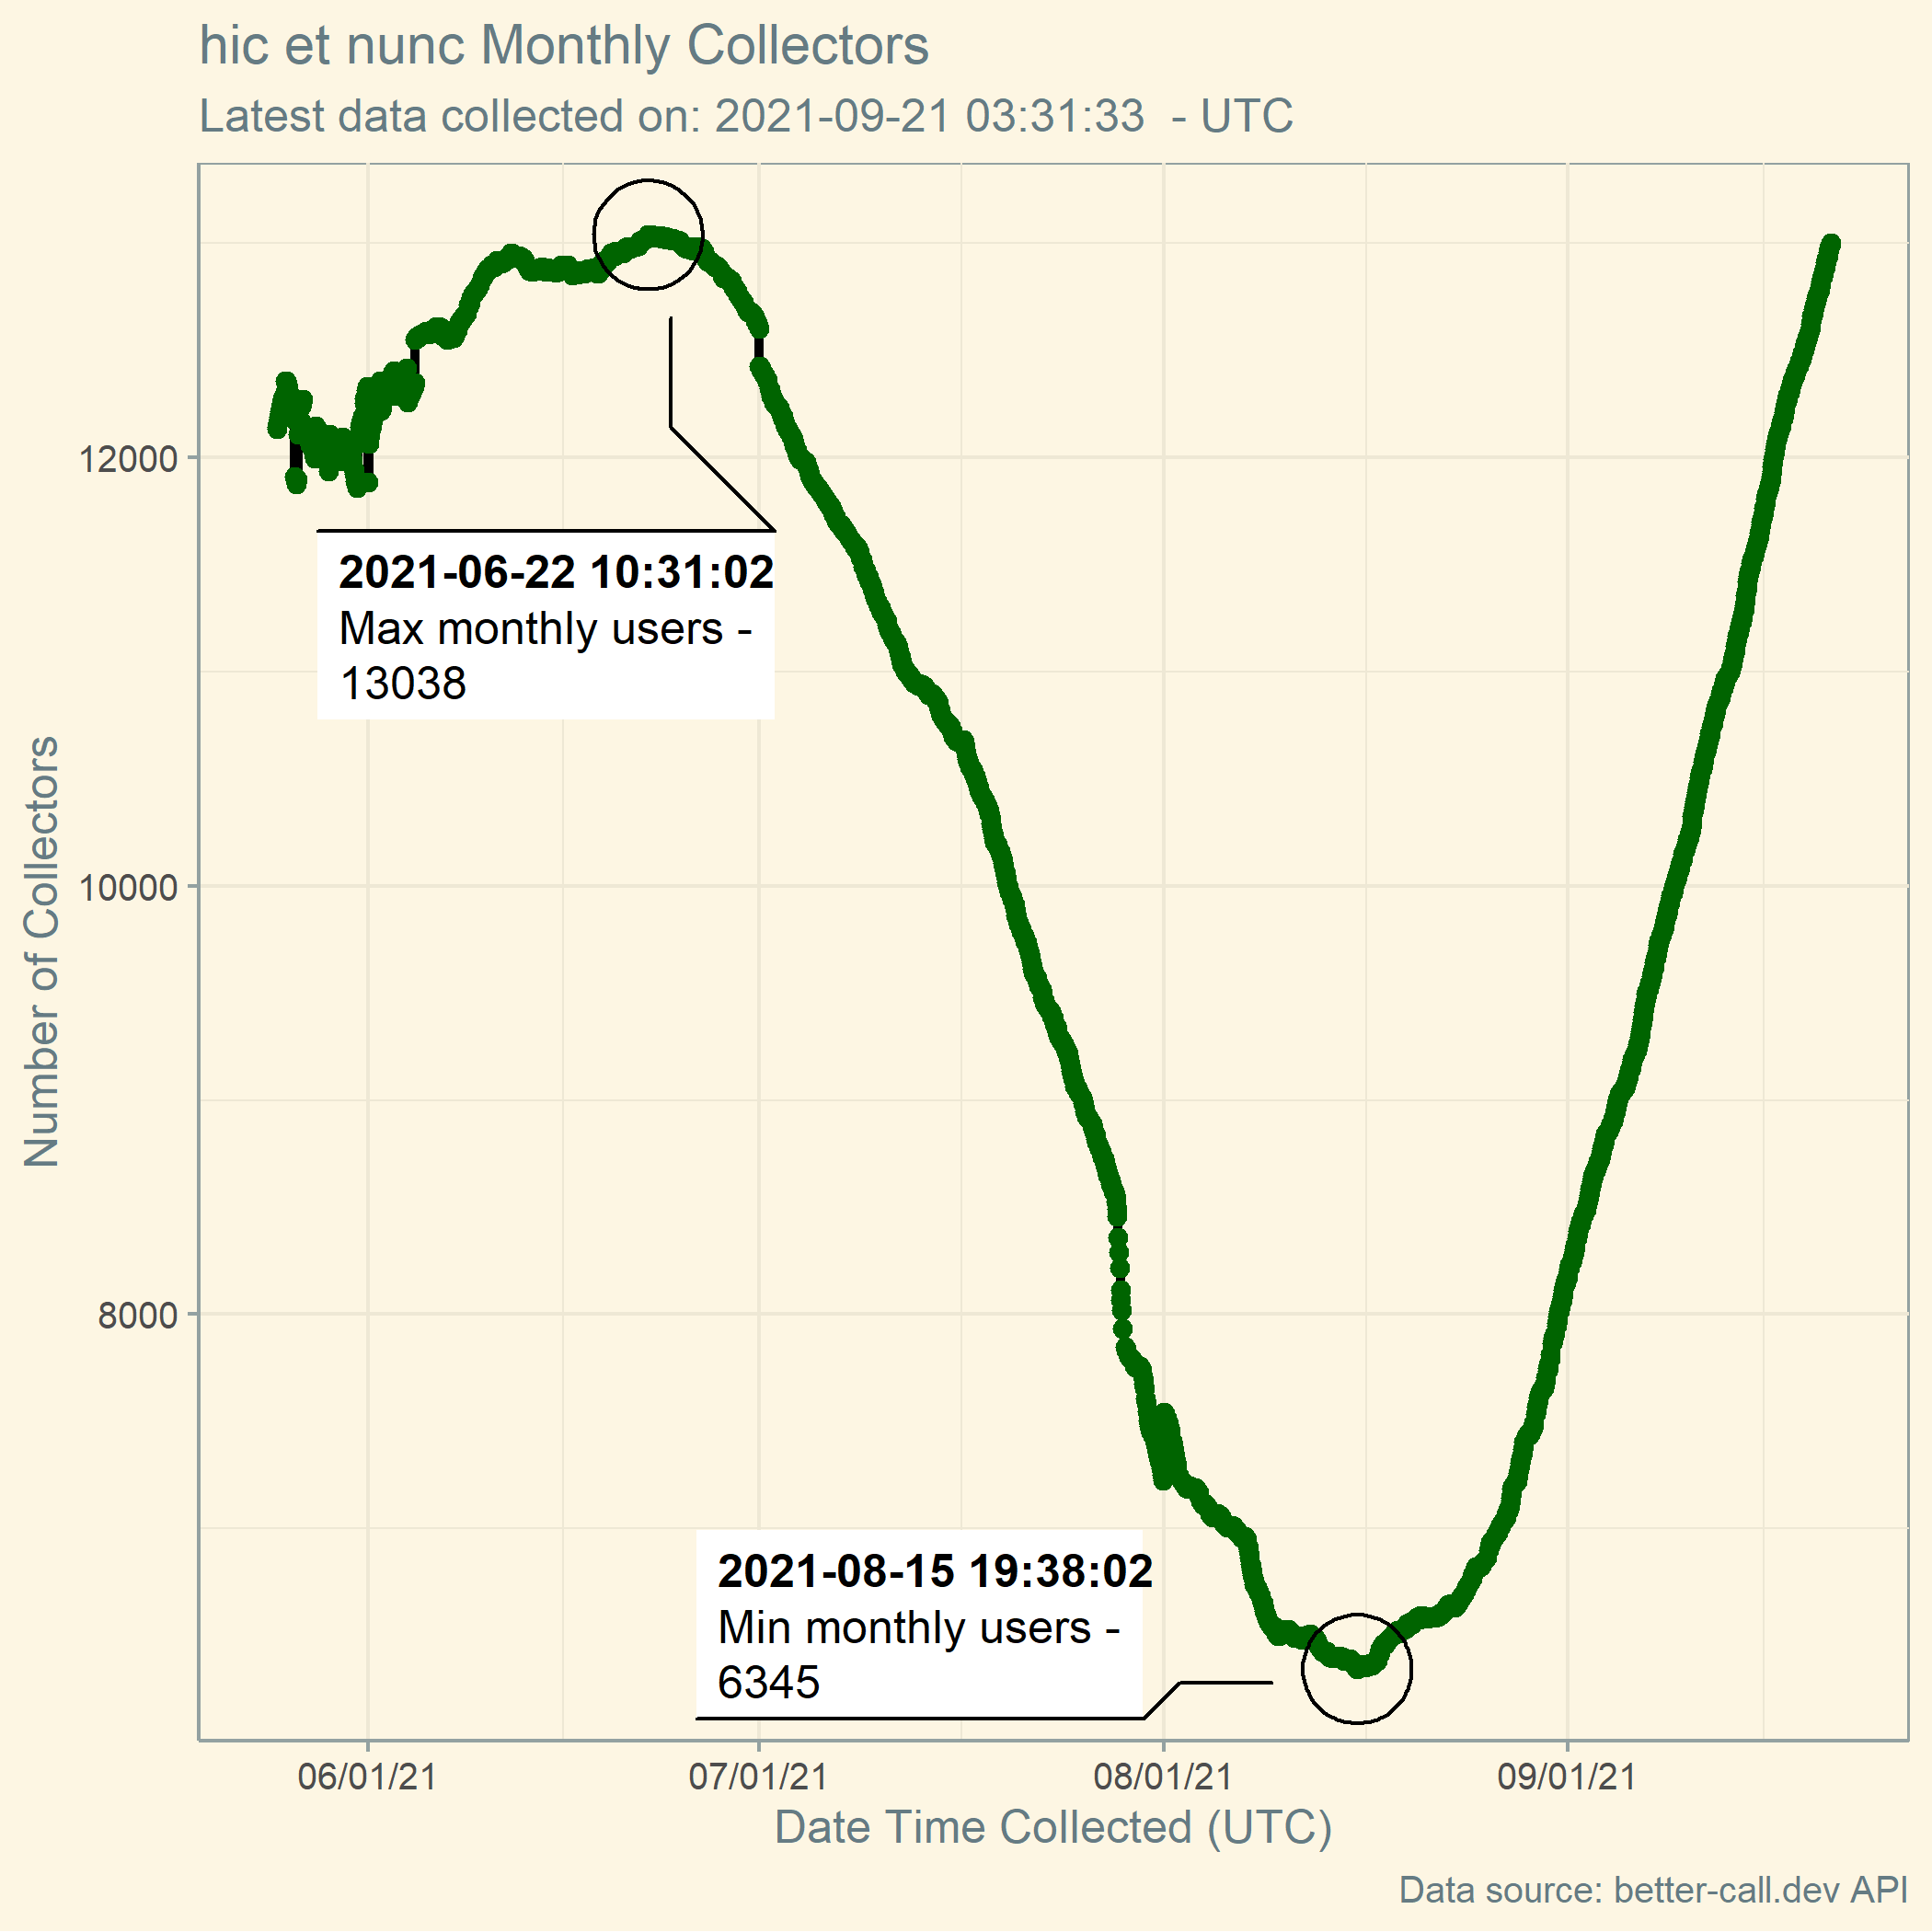 hic et nunc Monthly Collectors
Latest data collected on: 2021-09-21 03:31:33  - UTC
Number of Collectors
12000
10000
8000
2021-06-22 10:31:02
Max monthly users -
13038
2021-08-15 19:38:02
Min monthly users -
6345
06/01/21
07/01/21
08/01/21
09/01/21
Date Time Collected (UTC)
Data source: better-call.dev API